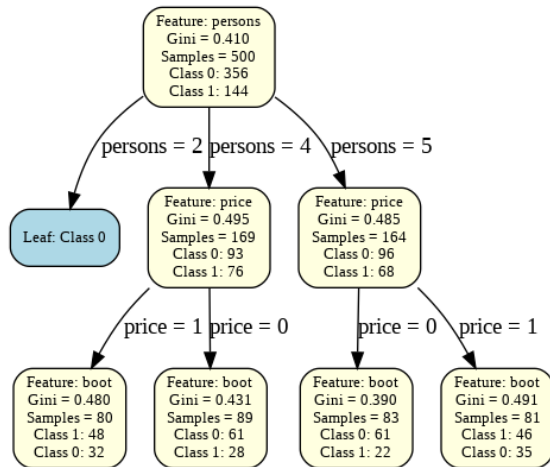 Feature: persons
Gini = 0.410
Samples = 500
Class 0: 356
Class 1: 144
persons = 2
persons = 4
persons = 5
Leaf: Class 0
Feature: price
Gini = 0.495
Samples = 169
Class 0: 93
Class 1: 76
Feature: price
Gini = 0.485
Samples = 164
Class 0: 96
Class 1: 68
price = 1
price = 0
price = 0
price = 1
Feature: boot
Gini = 0.480
Samples = 80
Class 1: 48
Class 0: 32
Feature: boot
Gini = 0.431
Samples = 89
Class 0: 61
Class 1: 28
Feature: boot
Gini = 0.390
Samples = 83
Class 0: 61
Class 1: 22
Feature: boot
Gini = 0.491
Samples = 81
Class 1: 46
Class 0: 35